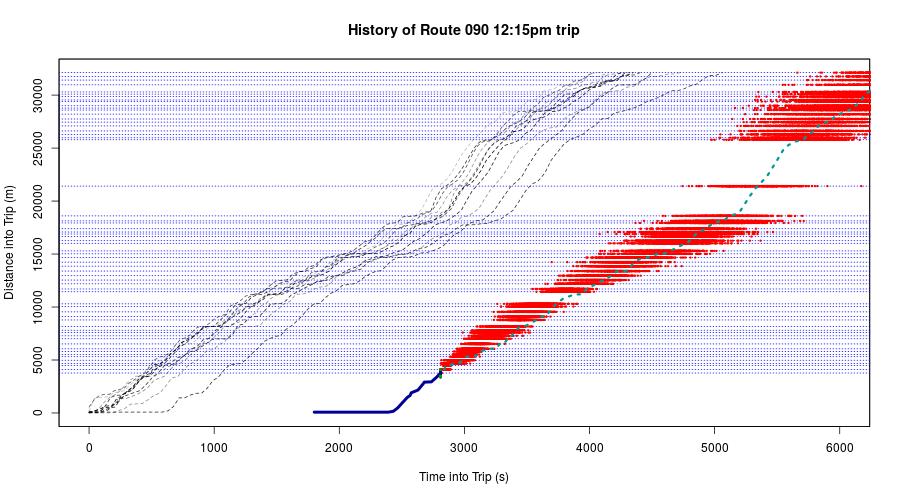 History of Route 090 12:15pm trip
Distance into Trip (m)
30000
25000
20000
15000
10000
5000
0
0 1000 2000 3000 4000 5000 6000
Time into Trip (s)